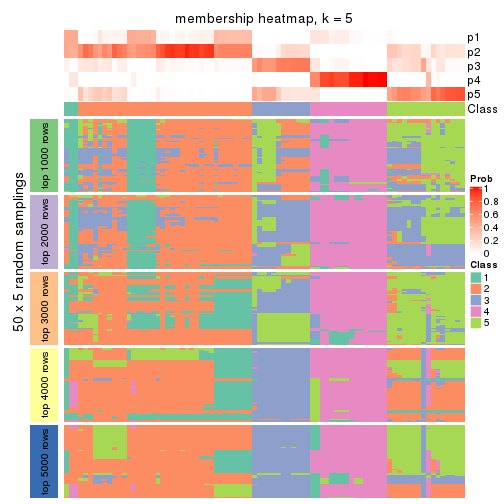 membership heatmap, k = 5
p1
p2
p3
p4
p5
Class
50 x 5 random samplings
top 1000 rows
top 2000 rows
top 3000 rows
top 4000 rows
top 5000 rows
Prob
1
0.8
0.6
0.4
0.2
0
Class
1
2
3
4
5